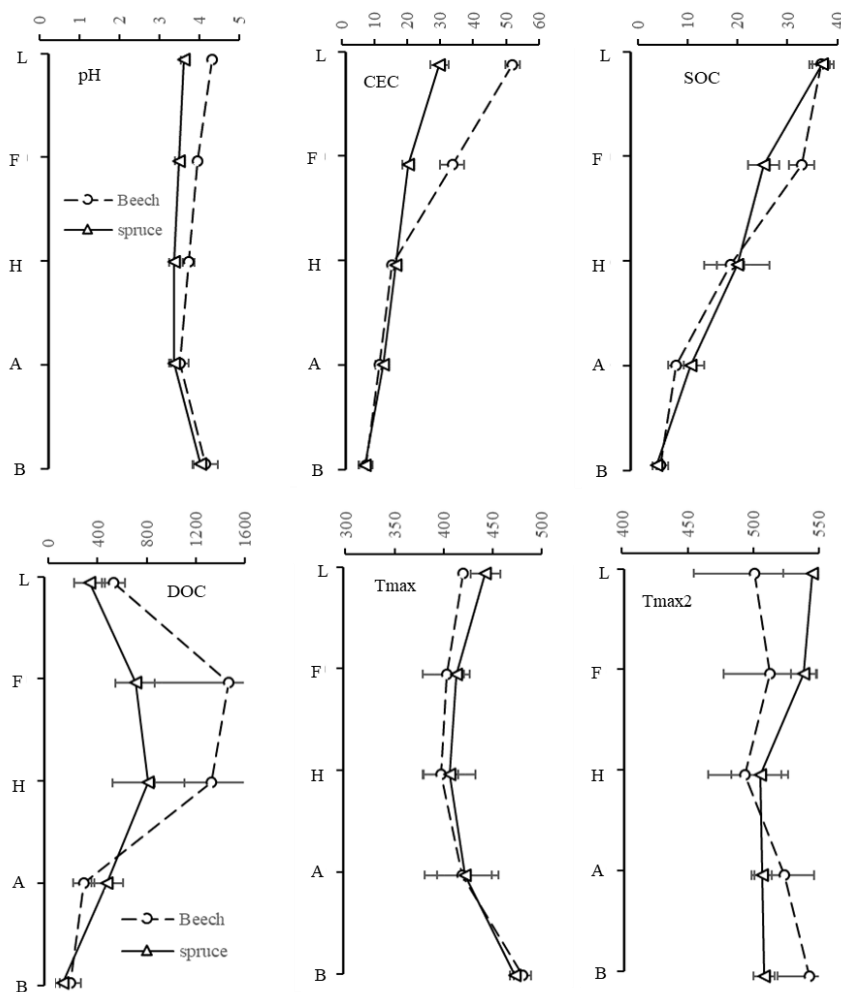 0 1 2 3 4 5
0 10 20 30 40 50 60
0 10 20 30 40
L
F
H
A
B
pH
Beech
spruce
L
F
H
A
B
CEC
L
F
H
A
B
SOC
0 400 800 1200 1600
300 350 400 450 500
400 450 500 550
L
F
H
A
B
DOC
Beech
spruce
L
F
H
A
B
Tmax
L
F
H
A
B
Tmax2